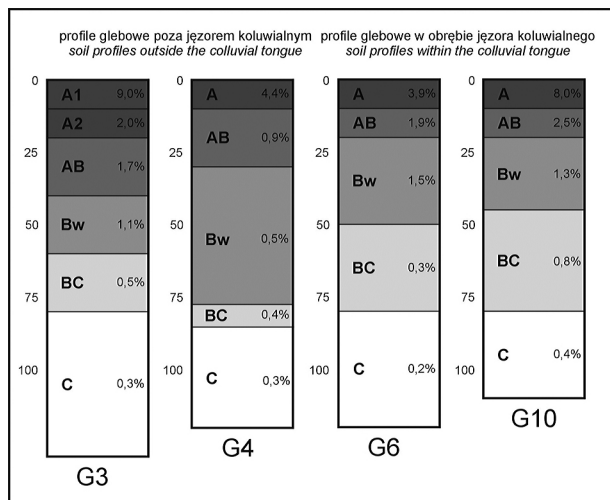 profile glebowe poza jęzorem koluwialnym
soil profiles outside the colluvial tongue
profile glebowe w obrębie jęzora koluwialnego
soil profiles within the colluvial tongue
0
25
50
75
100
A1 9,0%
A2 2,0%
AB 1,7%
Bw 1,1%
BC 0,5%
C 0,3%
G3
0
25
50
75
100
A 4,4%
AB 0,9%
Bw 0,5%
BC 0,4%
C 0,3%
G4
0
25
50
75
100
A 3,9%
AB 1,9%
Bw 1,5%
BC 0,3%
C 0,2%
G6
0
25
50
75
100
A 8,0%
AB 2,5%
Bw 1,3%
BC 0,8%
C 0,4%
G10